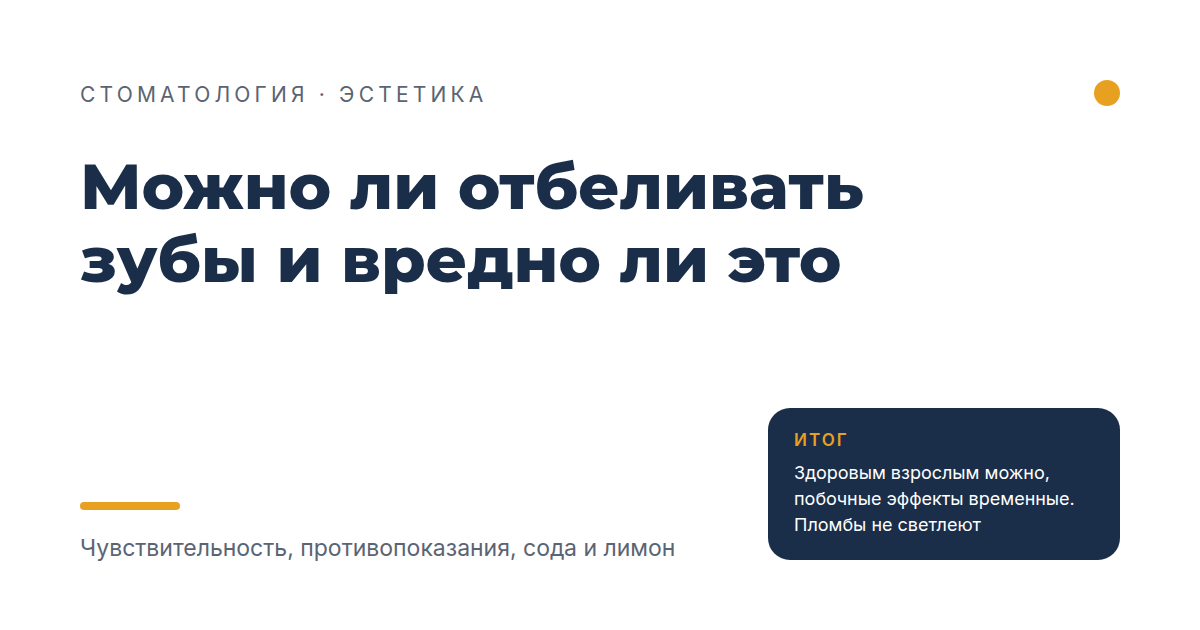 СТОМАТОЛОГИЯ · ЭСТЕТИКА
Можно ли отбеливать
зубы и вредно ли это
ИТОГ
Здоровым взрослым можно,
побочные эффекты временные.
Пломбы не светлеют
Чувствительность, противопоказания, сода и лимон